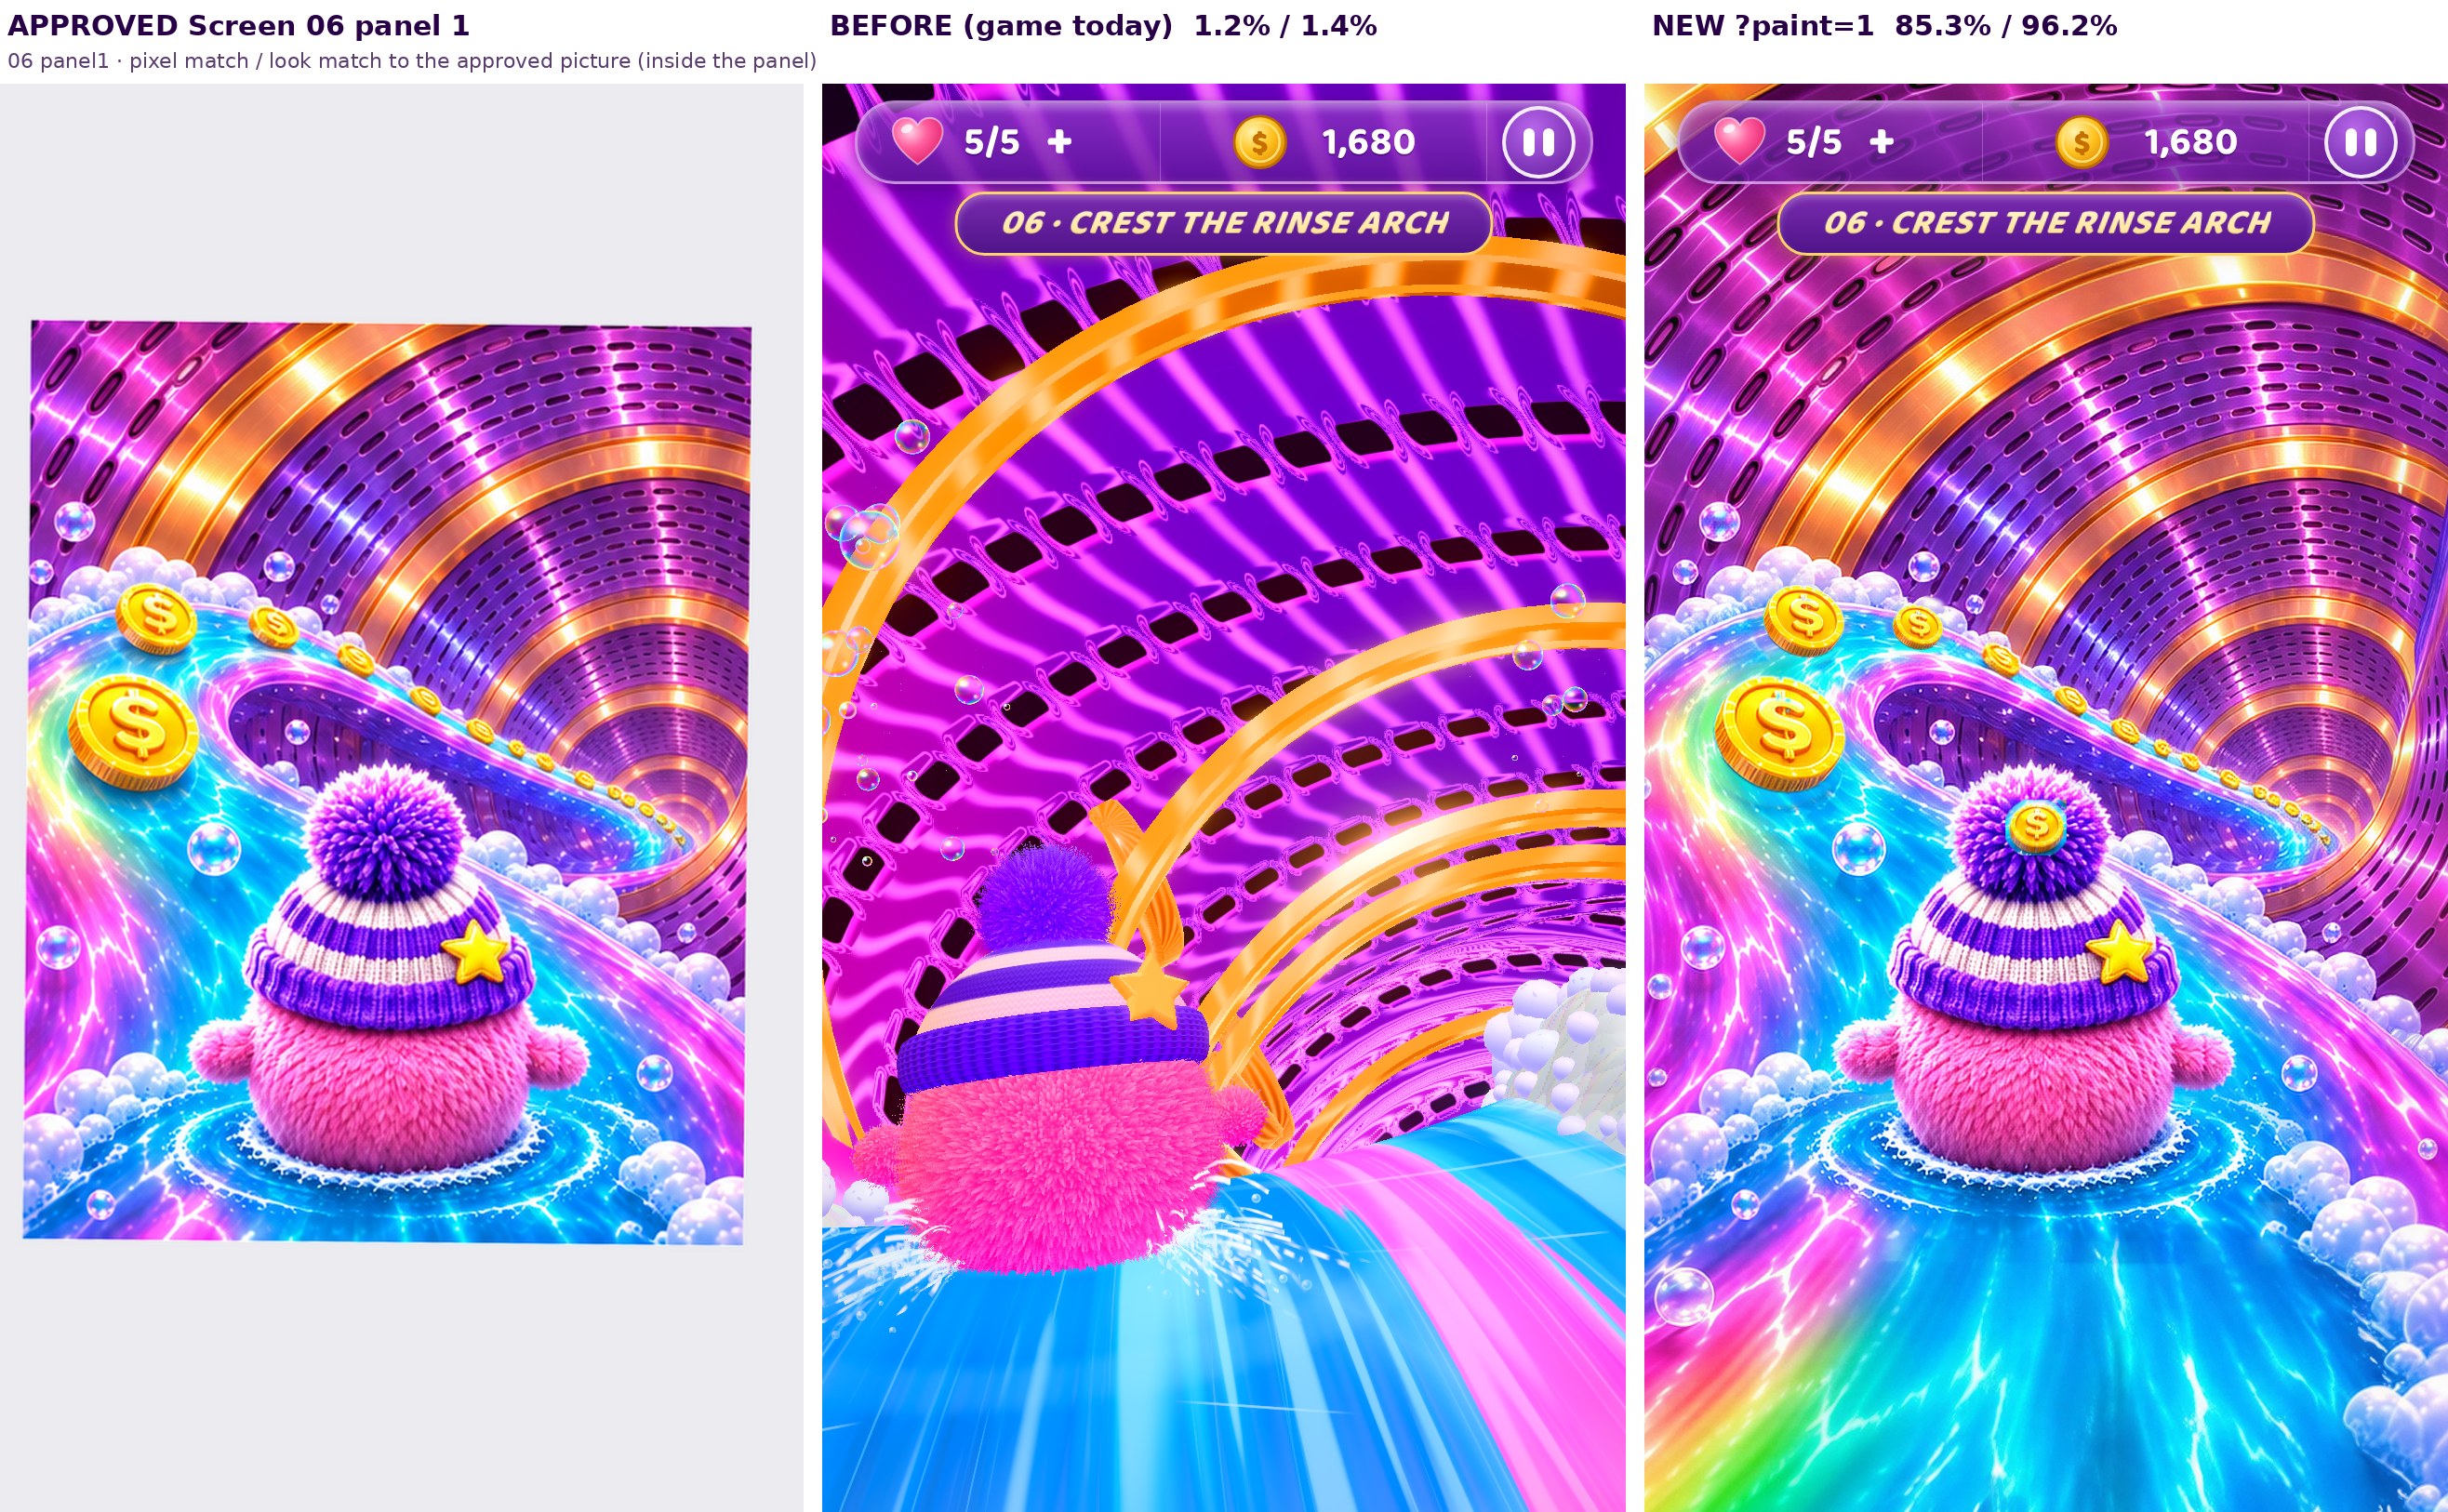 APPROVED Screen 06 panel 1
06 panel1 · pixel match / look match to the approved picture (inside the panel)
BEFORE (game today) 1.2% / 1.4%
NEW ?paint=1 85.3% / 96.2%
$
$
$
5/5 +
$ 1,680
06 · CREST THE RINSE ARCH
5/5 +
$ 1,680
06 · CREST THE RINSE ARCH
$
$
$
$